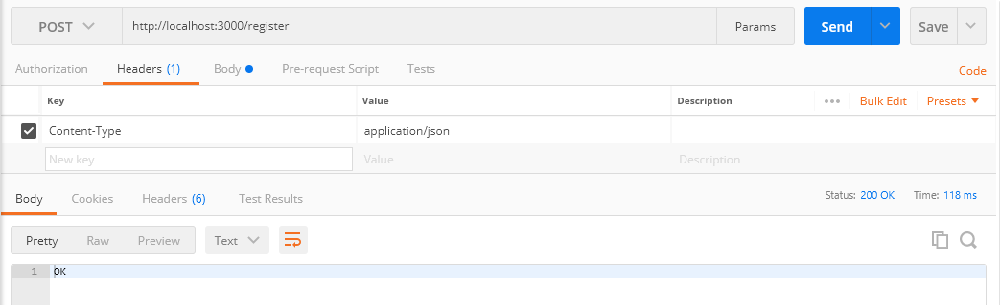 POST http://localhost:3000/register Params Send Save
Authorization Headers (1) Body Pre-request Script Tests Code
Key Value Description Bulk Edit Presets
Content-Type application/json
New key Value Description
Body Cookies Headers (6) Test Results Status: 200 OK Time: 118 ms
Pretty Raw Preview Text
1 OK